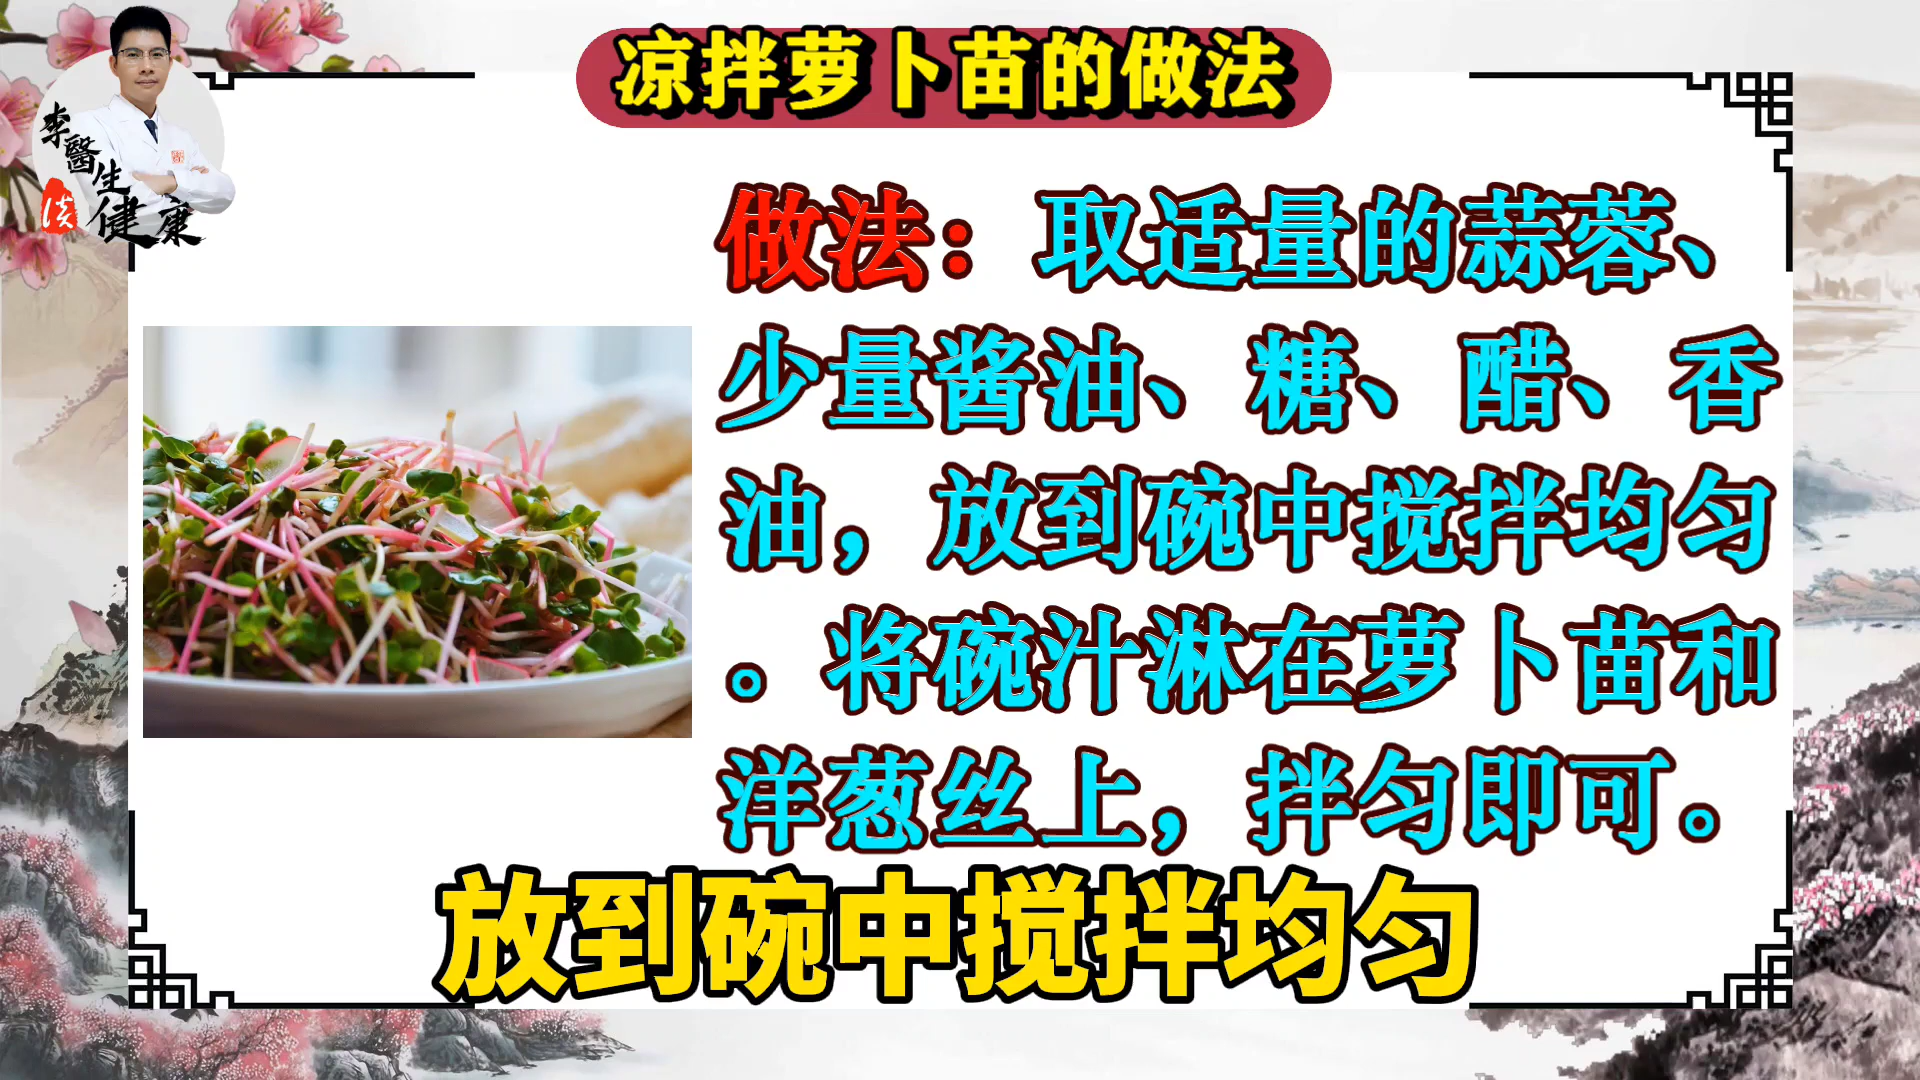 凉拌萝卜苗的做法
李醫生
谈健康
做法：取适量的蒜蓉、
少量酱油、糖、醋、香
油，放到碗中搅拌均匀
。将碗汁淋在萝卜苗和
洋葱丝上，拌匀即可。
放到碗中搅拌均匀